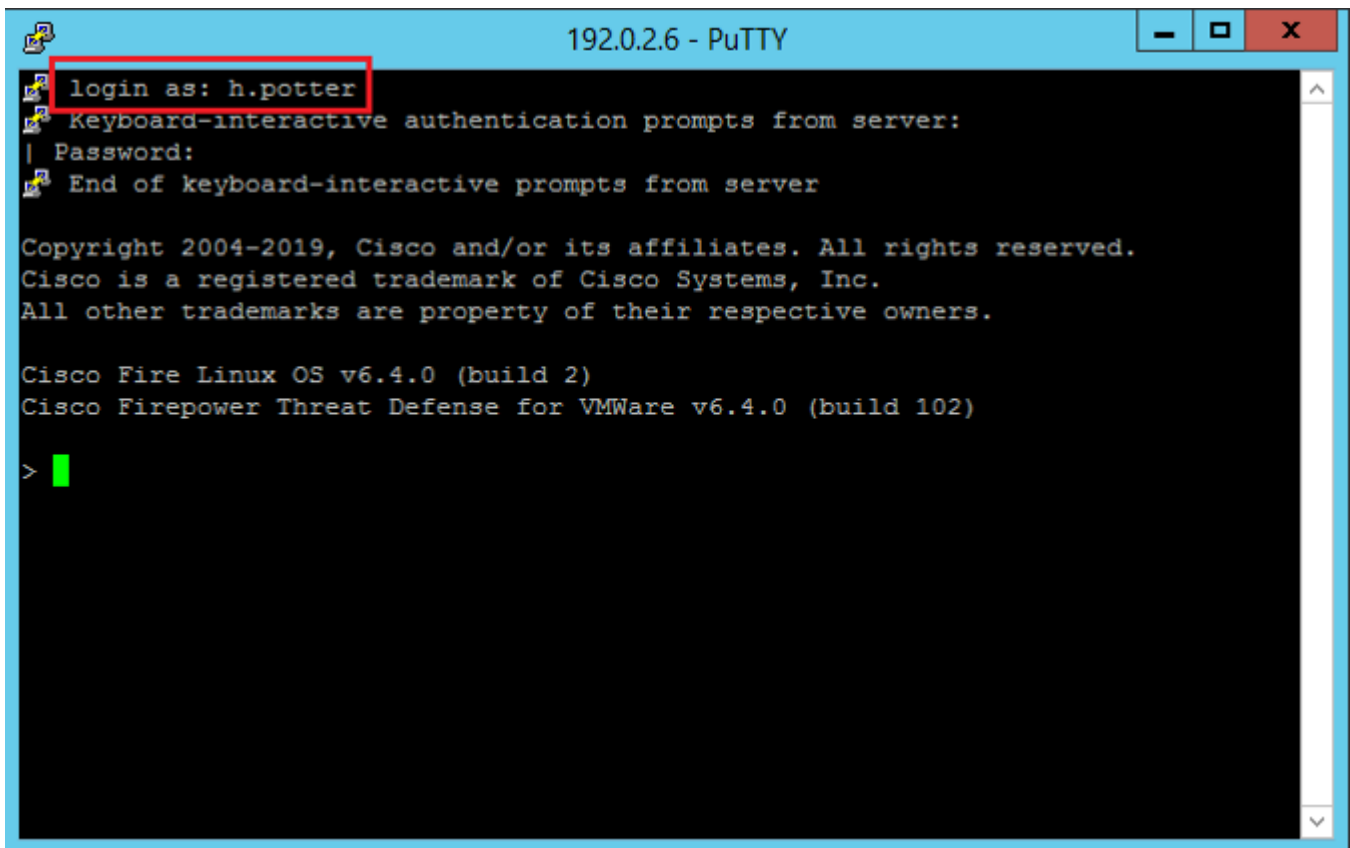 192.0.2.6 - PuTTY
login as: h.potter
Keyboard-interactive authentication prompts from server:
| Password:
End of keyboard-interactive prompts from server
Copyright 2004-2019, Cisco and/or its affiliates. All rights reserved.
Cisco is a registered trademark of Cisco Systems, Inc.
All other trademarks are property of their respective owners.
Cisco Fire Linux OS v6.4.0 (build 2)
Cisco Firepower Threat Defense for VMWare v6.4.0 (build 102)
>